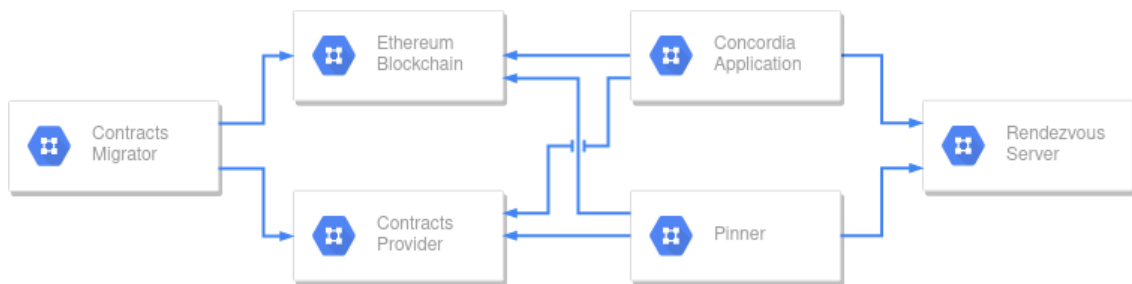 Ethereum
Blockchain
Concordia
Application
Contracts
Migrator
Rendezvous
Server
Contracts
Provider
Pinner